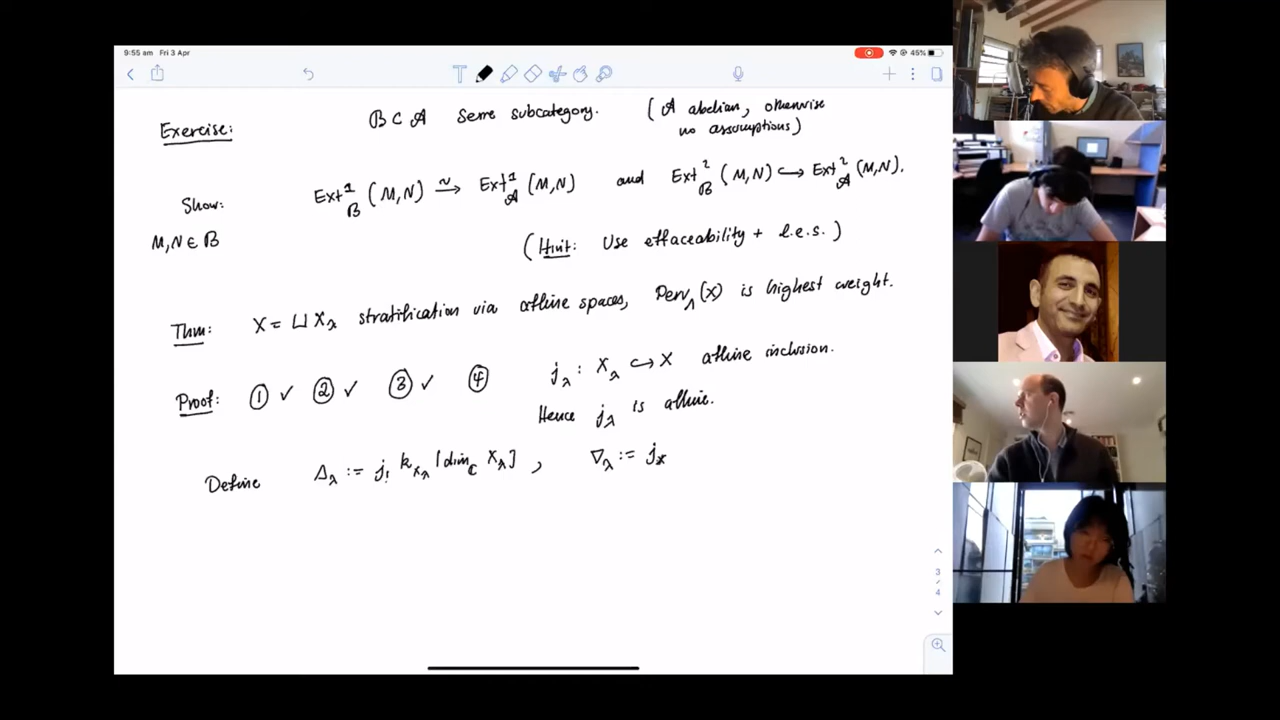 9:55 am Fri 3 Apr
45%
Exercise: B ⊂ A Serre subcategory. (A abelian, otherwise no assumptions)
Show: Ext¹_B (M,N) ⥲ Ext¹_A (M,N) and Ext²_B (M,N) ↪ Ext²_A (M,N).
M,N ∈ B
(Hint: Use effaceability + l.e.s.)
Thm: X = ⊔ X_λ stratification via affine spaces, Perv_Λ(X) is highest weight.
Proof: ① ✓ ② ✓ ③ ✓ ④ j_λ : X_λ ↪ X affine inclusion.
Hence j_λ is affine.
Define Δ_λ := j_! k_{X_λ} [dim_ℂ X_λ] , ∇_λ := j_*
3 / 4